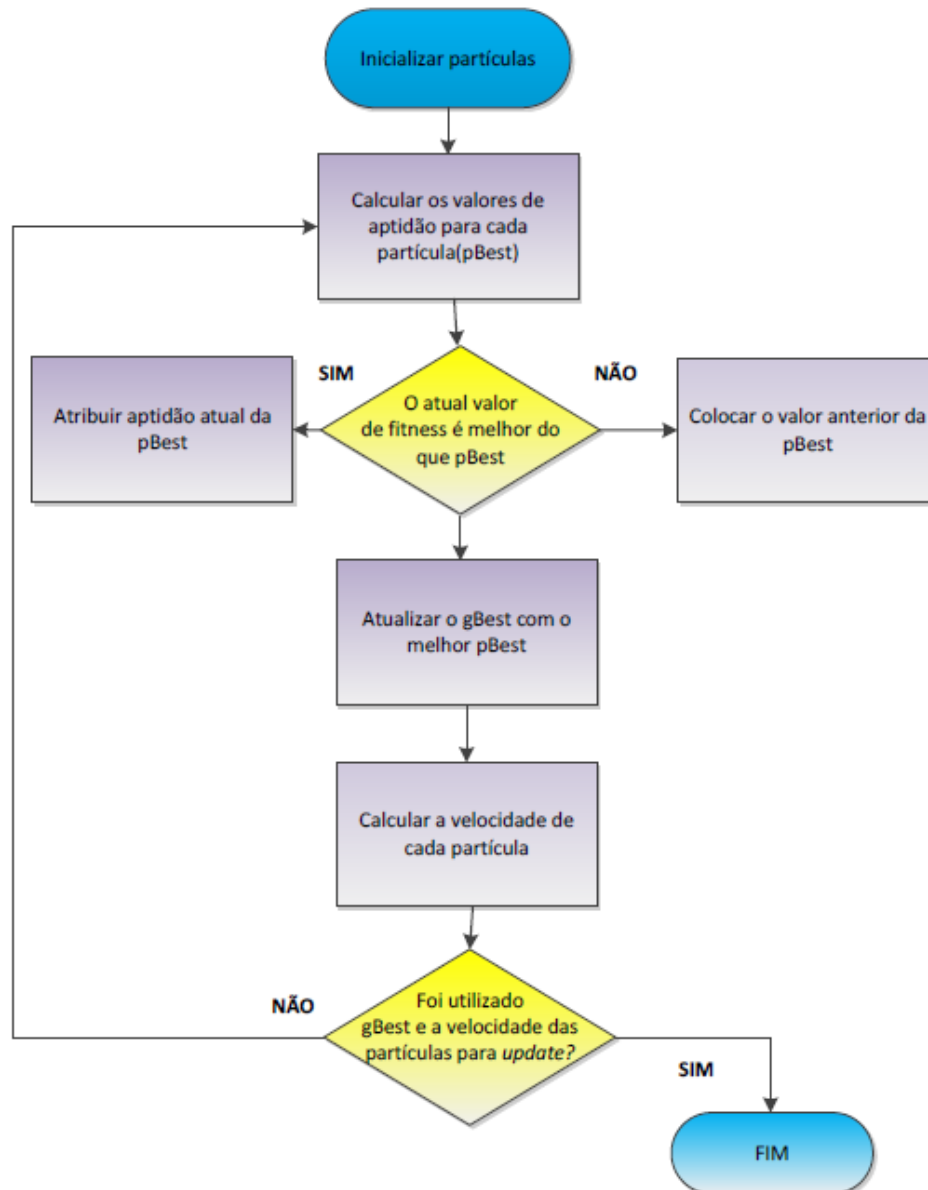 Inicializar partículas
Calcular os valores de
aptidão para cada
partícula(pBest)
SIM
NÃO
Atribuir aptidão atual da
pBest
O atual valor
de fitness é melhor do
que pBest
Colocar o valor anterior da
pBest
Atualizar o gBest com o
melhor pBest
Calcular a velocidade de
cada partícula
NÃO
Foi utilizado
gBest e a velocidade das
partículas para update?
SIM
FIM